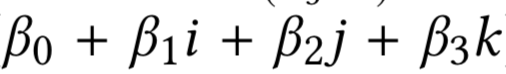 β₀ + β₁i + β₂j + β₃k